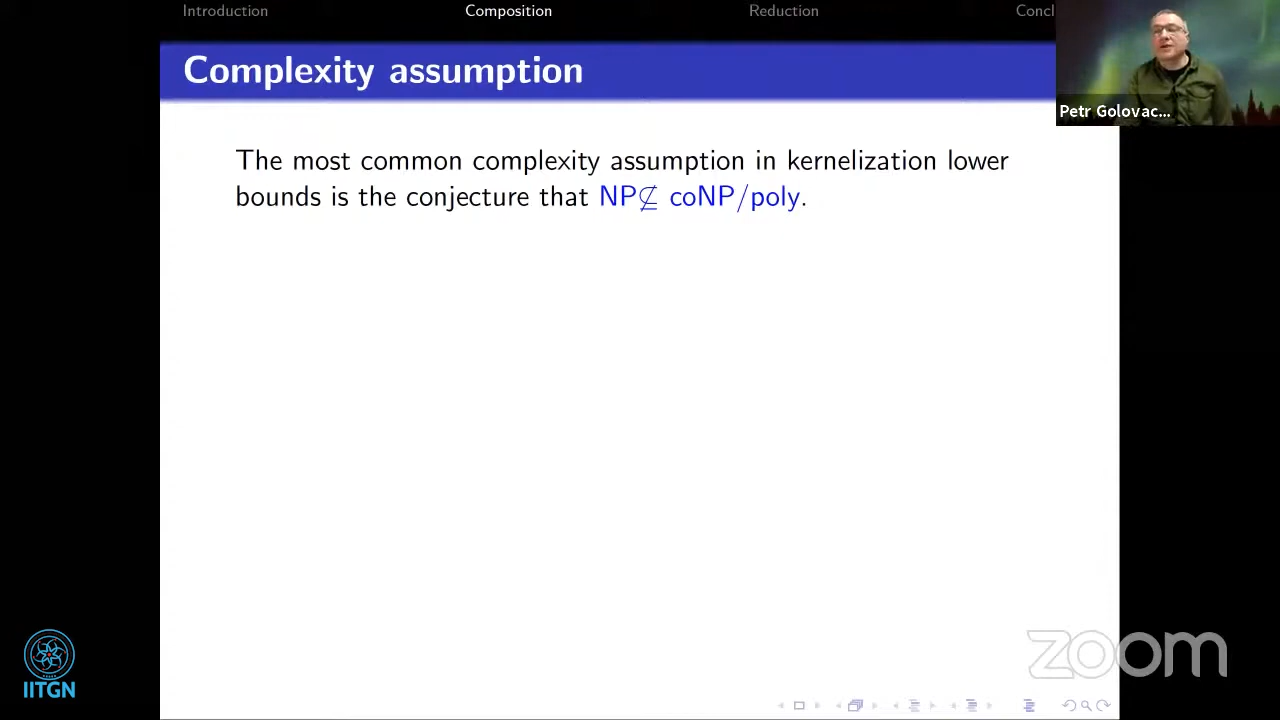 Introduction
Composition
Reduction
Concl
Complexity assumption
Petr Golovac...
The most common complexity assumption in kernelization lower
bounds is the conjecture that NP⊈ coNP/poly.
IITGN
zoom